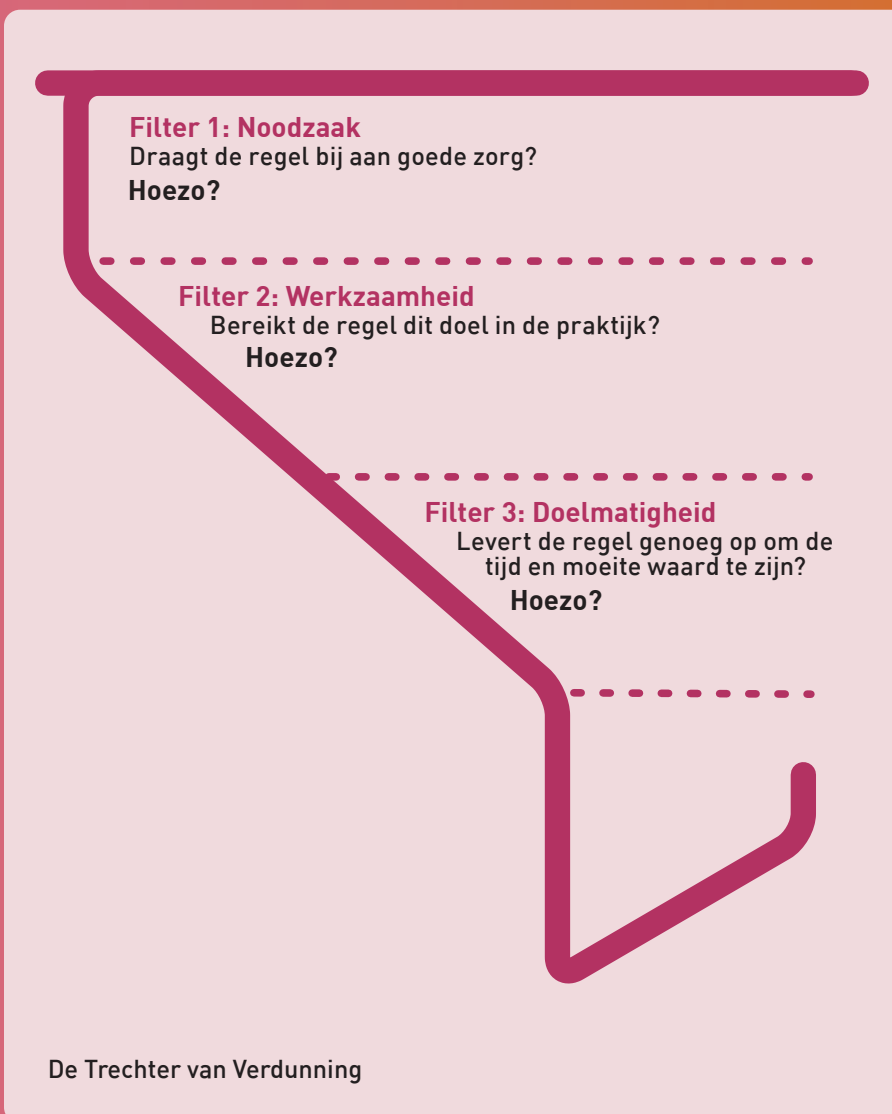 Filter 1: Noodzaak
Draagt de regel bij aan goede zorg?
Hoezo?
Filter 2: Werkzaamheid
Bereikt de regel dit doel in de praktijk?
Hoezo?
Filter 3: Doelmatigheid
Levert de regel genoeg op om de
tijd en moeite waard te zijn?
Hoezo?
De Trechter van Verdunning